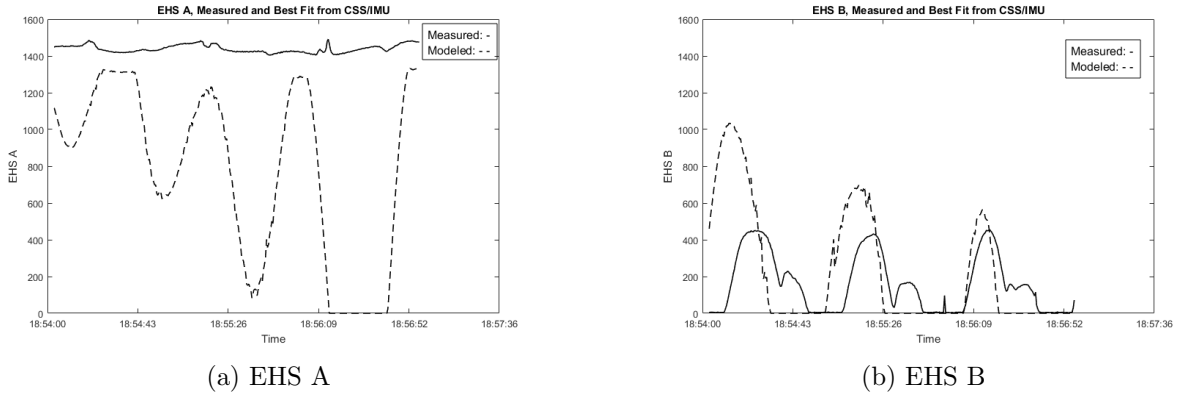 EHS A, Measured and Best Fit from CSS/IMU
Measured: -
Modeled: - -
1600
1400
1200
1000
800
600
400
200
0
EHS A
18:54:00 18:54:43 18:55:26 18:56:09 18:56:52 18:57:36
Time
(a) EHS A
EHS B, Measured and Best Fit from CSS/IMU
Measured: -
Modeled: - -
1600
1400
1200
1000
800
600
400
200
0
EHS B
18:54:00 18:54:43 18:55:26 18:56:09 18:56:52 18:57:36
Time
(b) EHS B